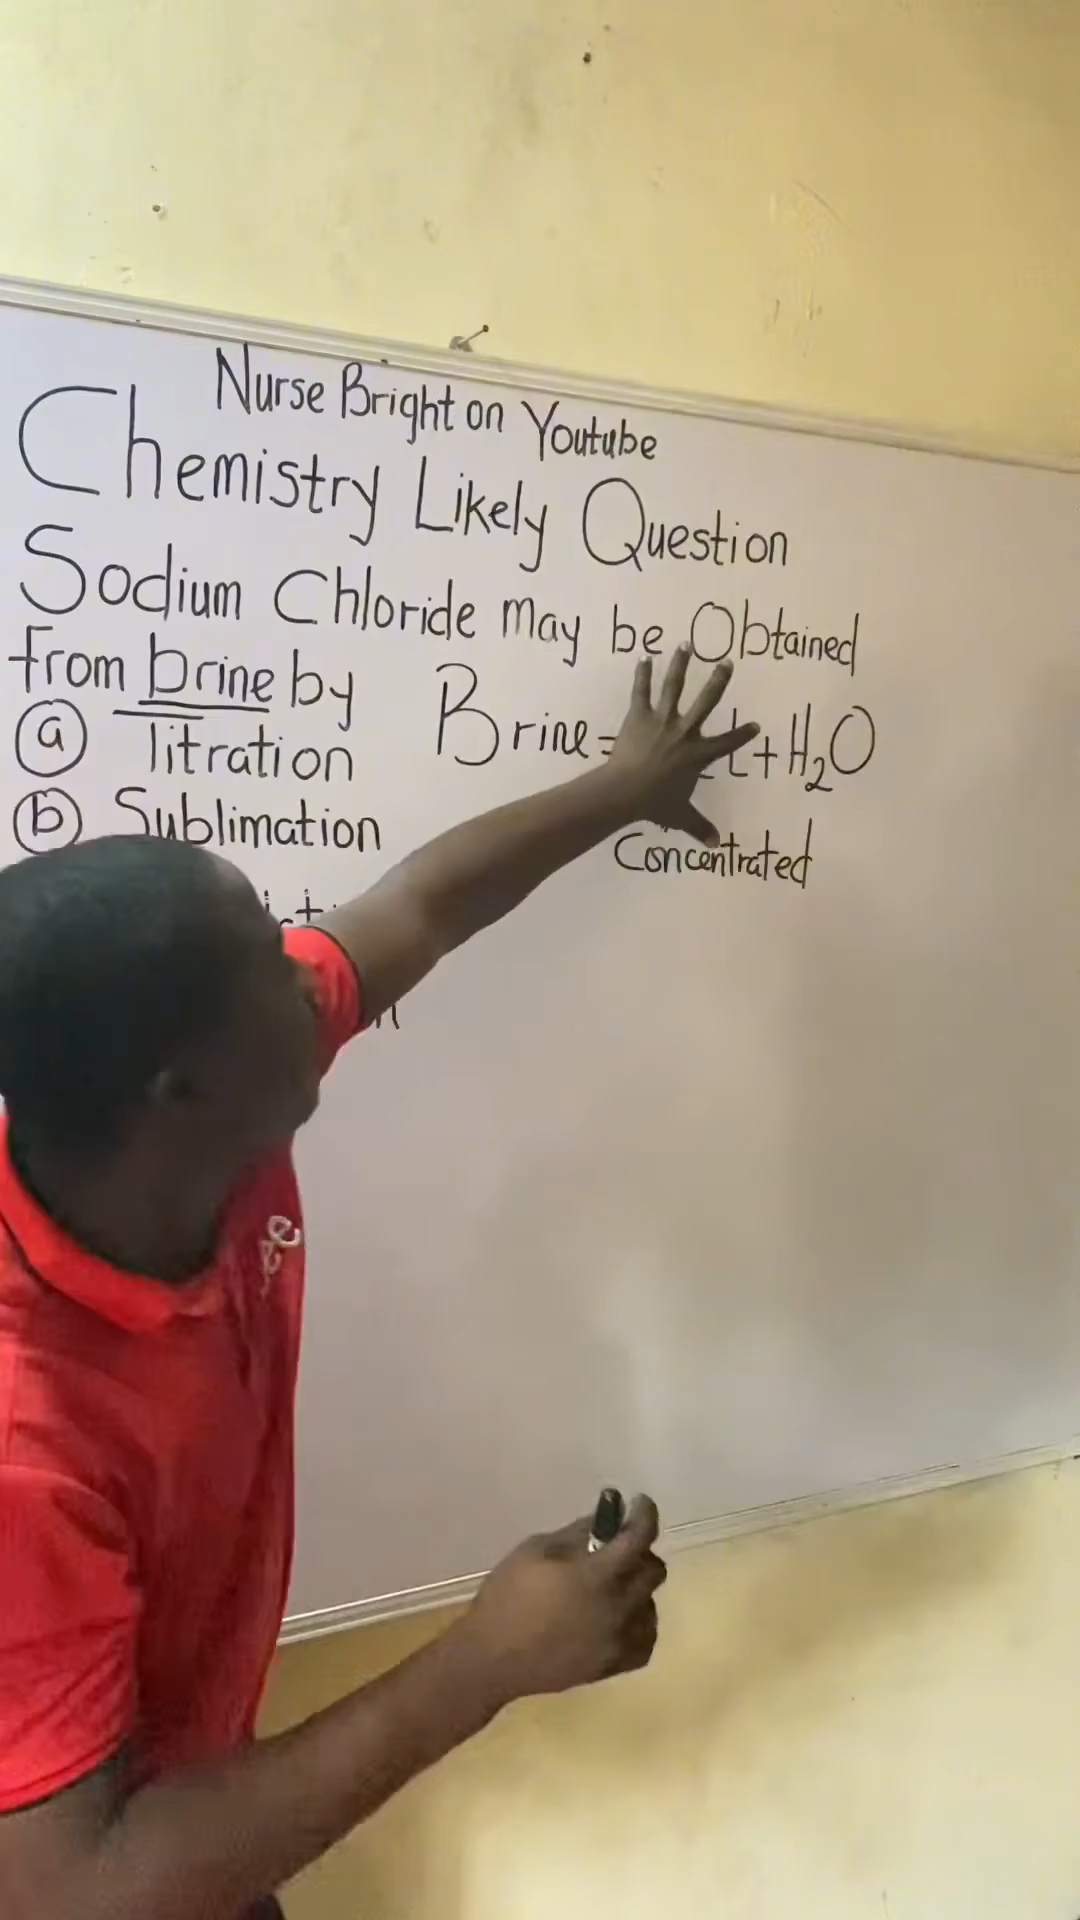 Nurse Bright on Youtube
Chemistry Likely Question
Sodium Chloride may be Obtained
from brine by
Brine = + H₂O
Concentrated
(a) Titration
(b) Sublimation